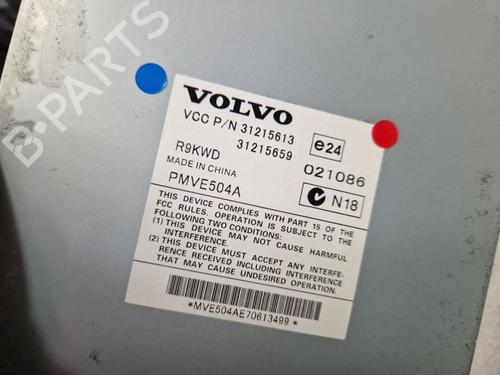 VOLVO
VCC P/N 31215613
31215659
e24
021086
R9KWD
MADE IN CHINA
PMVE504A
N18
THIS DEVICE COMPLIES WITH PART 15 OF THE
FCC RULES. OPERATION IS SUBJECT TO THE
FOLLOWING TWO CONDITIONS:
(1) THIS DEVICE MAY NOT CAUSE HARMFUL
INTERFERENCE.
(2) THIS DEVICE MUST ACCEPT ANY INTERFE-
RENCE RECEIVED INCLUDING INTERFERENCE
THAT MAY CAUSE UNDESIRED OPERATION.
*MVE504AE70613499*
B-PARTS